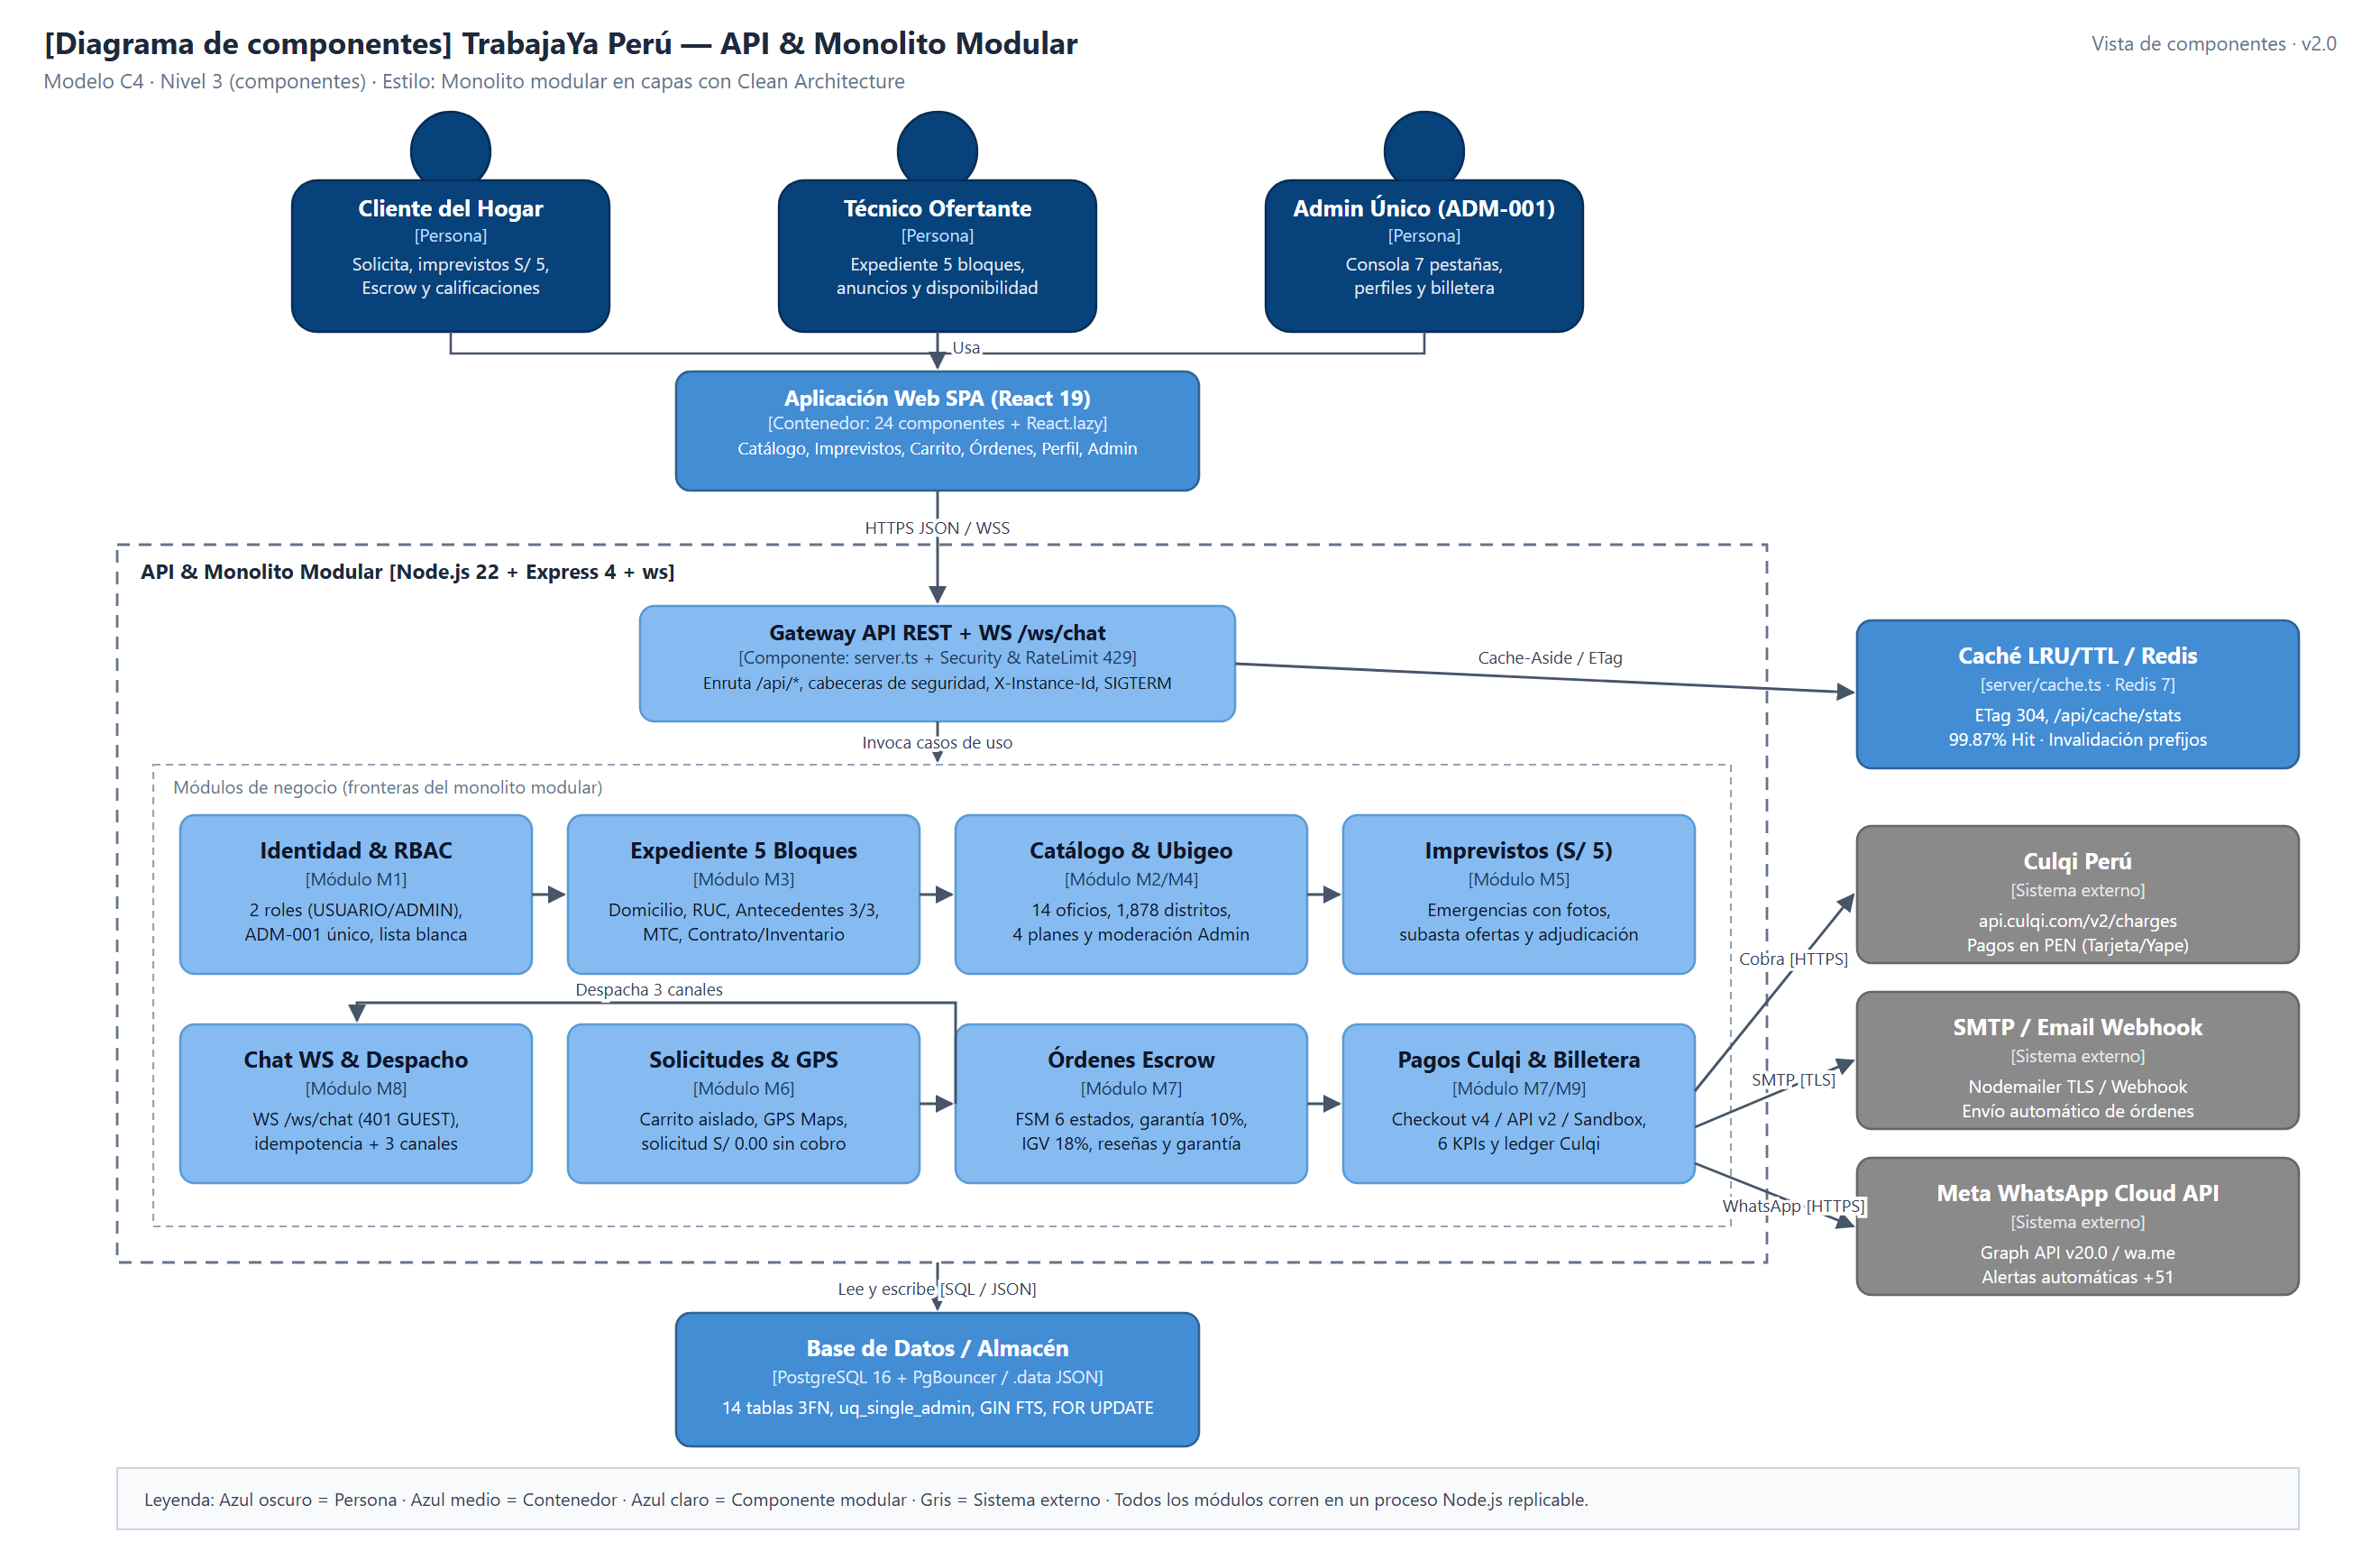 [Diagrama de componentes] TrabajaYa Perú — API & Monolito Modular
Vista de componentes · v2.0
Modelo C4 · Nivel 3 (componentes) · Estilo: Monolito modular en capas con Clean Architecture
Cliente del Hogar
[Persona]
Solicita, imprevistos S/ 5,
Escrow y calificaciones
Técnico Ofertante
[Persona]
Expediente 5 bloques,
anuncios y disponibilidad
Admin Único (ADM-001)
[Persona]
Consola 7 pestañas,
perfiles y billetera
Usa
Aplicación Web SPA (React 19)
[Contenedor: 24 componentes + React.lazy]
Catálogo, Imprevistos, Carrito, Órdenes, Perfil, Admin
HTTPS JSON / WSS
API & Monolito Modular [Node.js 22 + Express 4 + ws]
Gateway API REST + WS /ws/chat
[Componente: server.ts + Security & RateLimit 429]
Enruta /api/*, cabeceras de seguridad, X-Instance-Id, SIGTERM
Cache-Aside / ETag
Caché LRU/TTL / Redis
[server/cache.ts · Redis 7]
ETag 304, /api/cache/stats
99.87% Hit · Invalidación prefijos
Invoca casos de uso
Módulos de negocio (fronteras del monolito modular)
Identidad & RBAC
[Módulo M1]
2 roles (USUARIO/ADMIN),
ADM-001 único, lista blanca
Expediente 5 Bloques
[Módulo M3]
Domicilio, RUC, Antecedentes 3/3,
MTC, Contrato/Inventario
Catálogo & Ubigeo
[Módulo M2/M4]
14 oficios, 1,878 distritos,
4 planes y moderación Admin
Imprevistos (S/ 5)
[Módulo M5]
Emergencias con fotos,
subasta ofertas y adjudicación
Culqi Perú
[Sistema externo]
api.culqi.com/v2/charges
Pagos en PEN (Tarjeta/Yape)
Cobra [HTTPS]
Despacha 3 canales
Chat WS & Despacho
[Módulo M8]
WS /ws/chat (401 GUEST),
idempotencia + 3 canales
Solicitudes & GPS
[Módulo M6]
Carrito aislado, GPS Maps,
solicitud S/ 0.00 sin cobro
Órdenes Escrow
[Módulo M7]
FSM 6 estados, garantía 10%,
IGV 18%, reseñas y garantía
Pagos Culqi & Billetera
[Módulo M7/M9]
Checkout v4 / API v2 / Sandbox,
6 KPIs y ledger Culqi
SMTP [TLS]
SMTP / Email Webhook
[Sistema externo]
Nodemailer TLS / Webhook
Envío automático de órdenes
WhatsApp [HTTPS]
Meta WhatsApp Cloud API
[Sistema externo]
Graph API v20.0 / wa.me
Alertas automáticas +51
Lee y escribe [SQL / JSON]
Base de Datos / Almacén
[PostgreSQL 16 + PgBouncer / .data JSON]
14 tablas 3FN, uq_single_admin, GIN FTS, FOR UPDATE
Leyenda: Azul oscuro = Persona · Azul medio = Contenedor · Azul claro = Componente modular · Gris = Sistema externo · Todos los módulos corren en un proceso Node.js replicable.